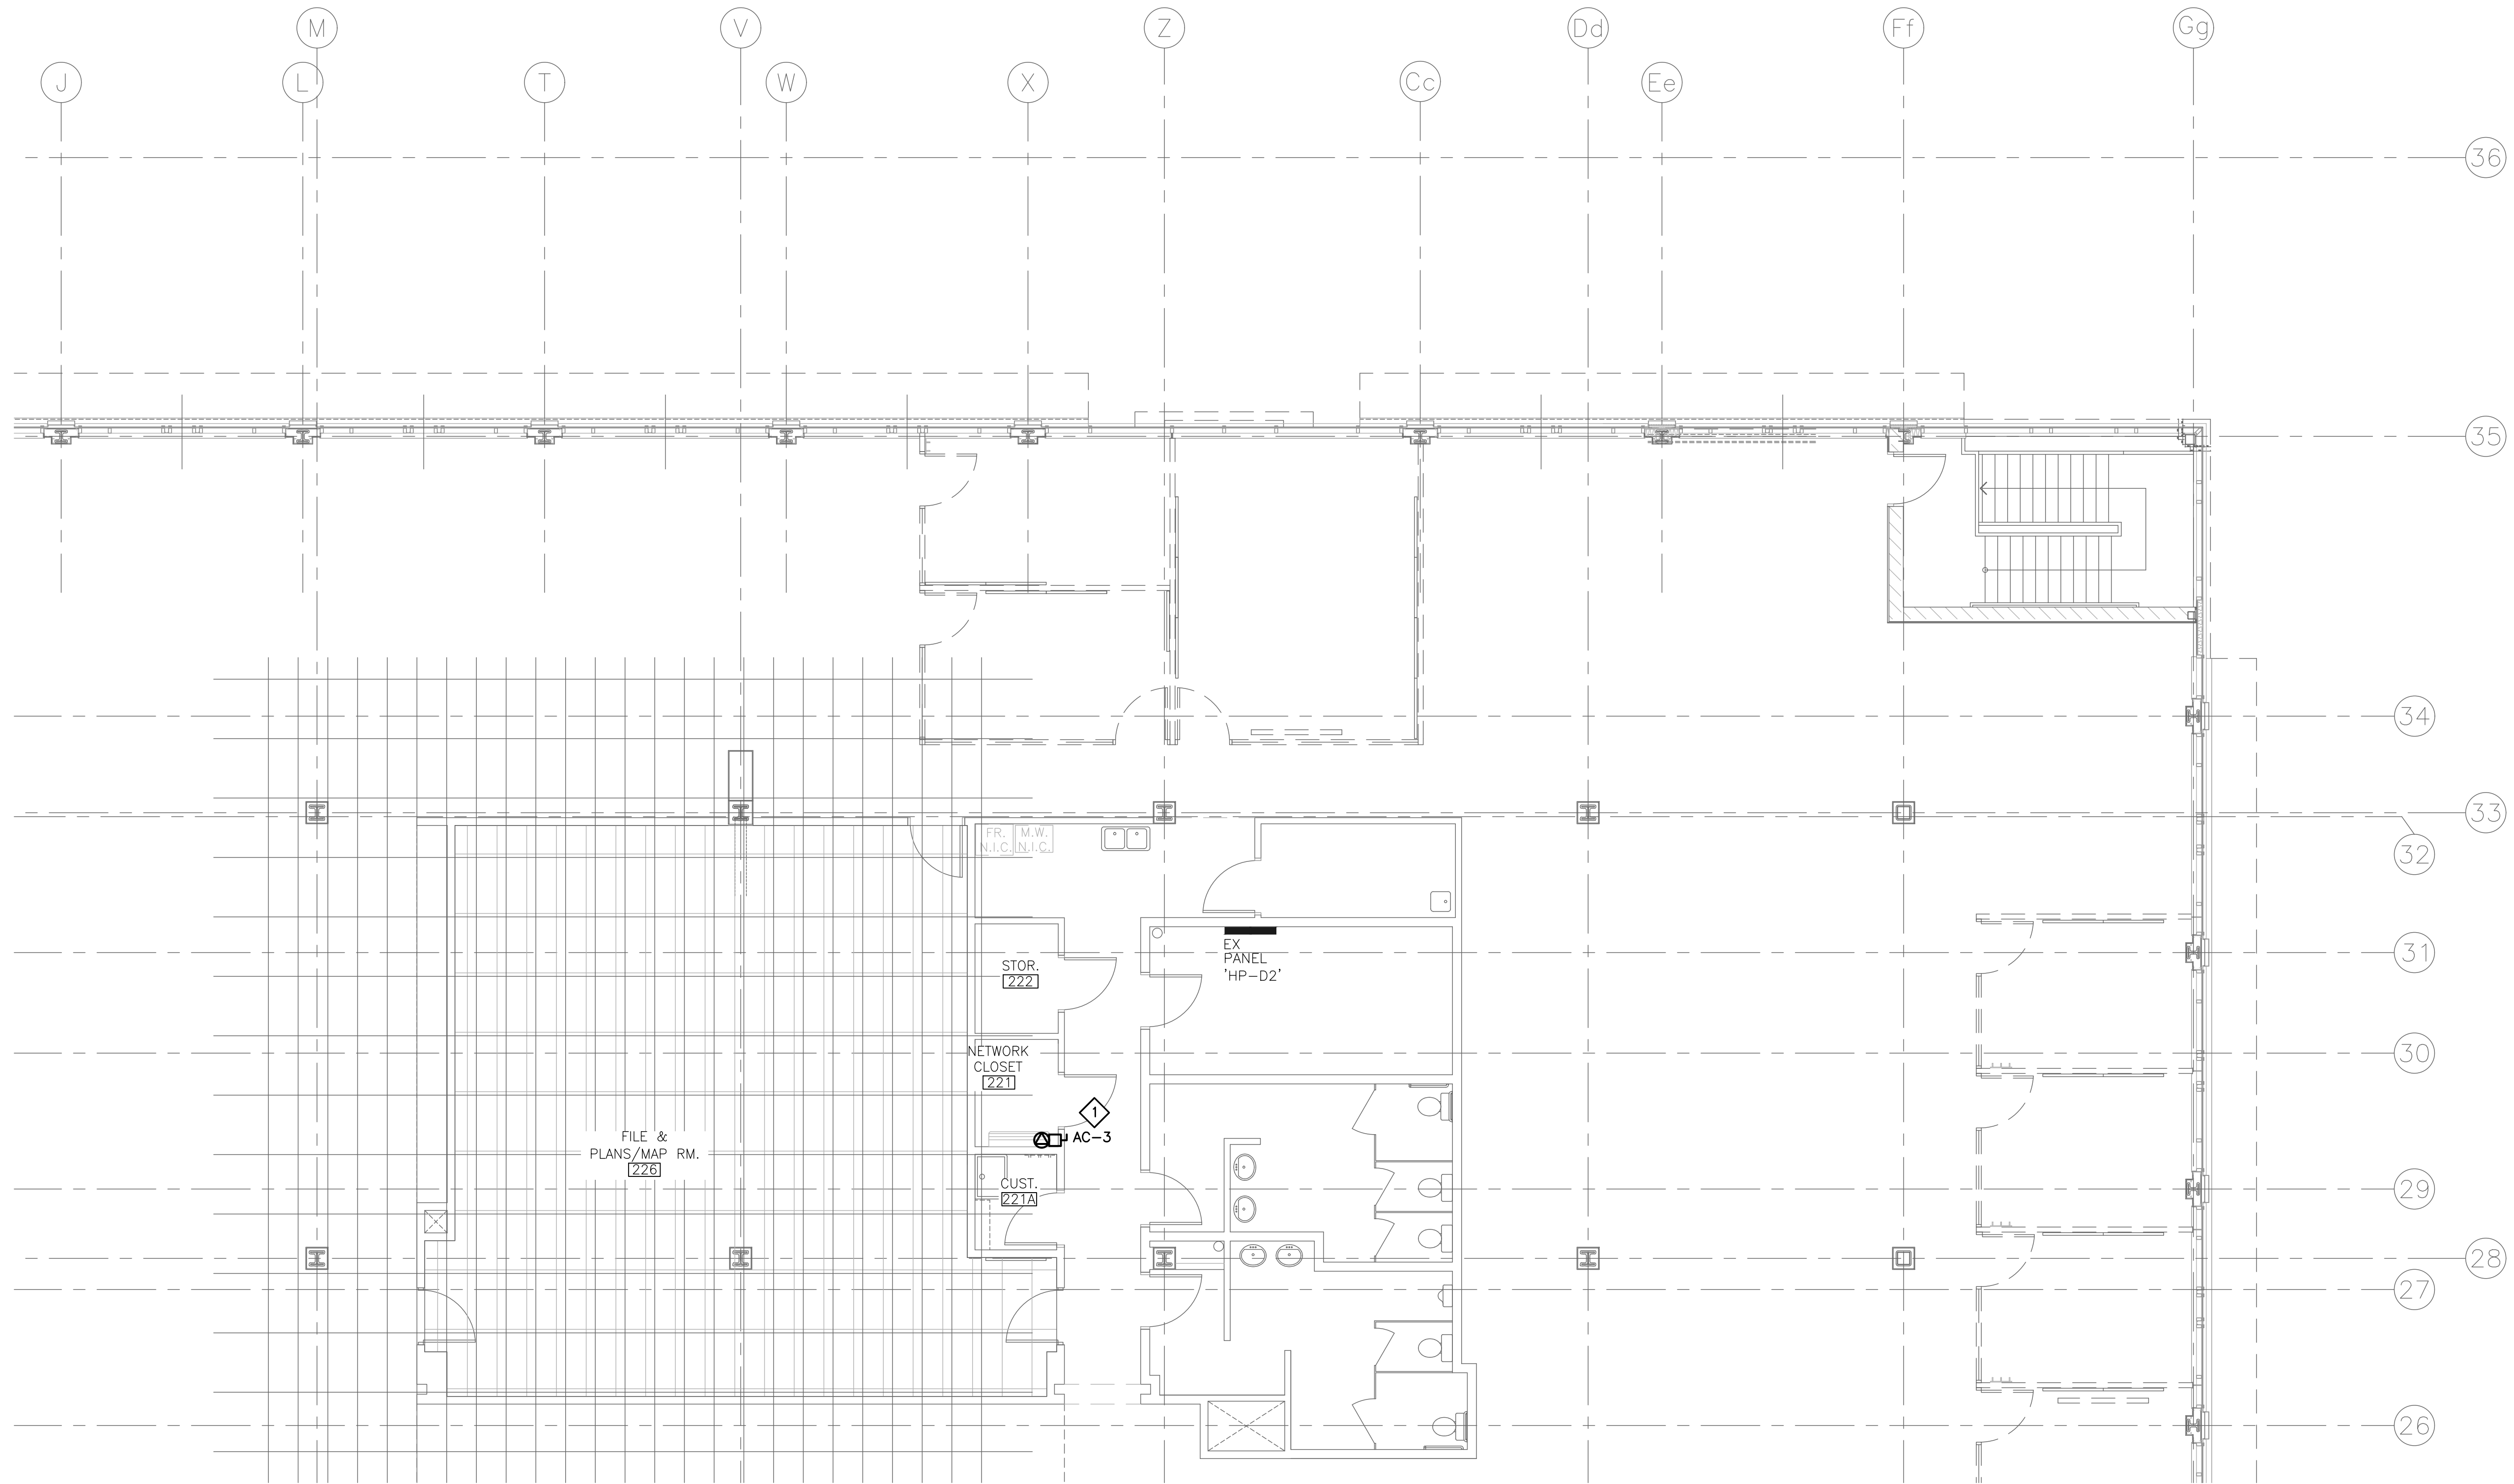 M
V
Z
Dd
Ff
Gg
J
L
T
W
X
Cc
Ee
36
35
34
33
32
FR.
N.I.C.
M.W.
N.I.C.
EX
PANEL
'HP-D2'
31
STOR.
222
NETWORK
CLOSET
221
30
1
AC-3
FILE &
PLANS/MAP RM.
226
CUST.
221A
29
28
27
26